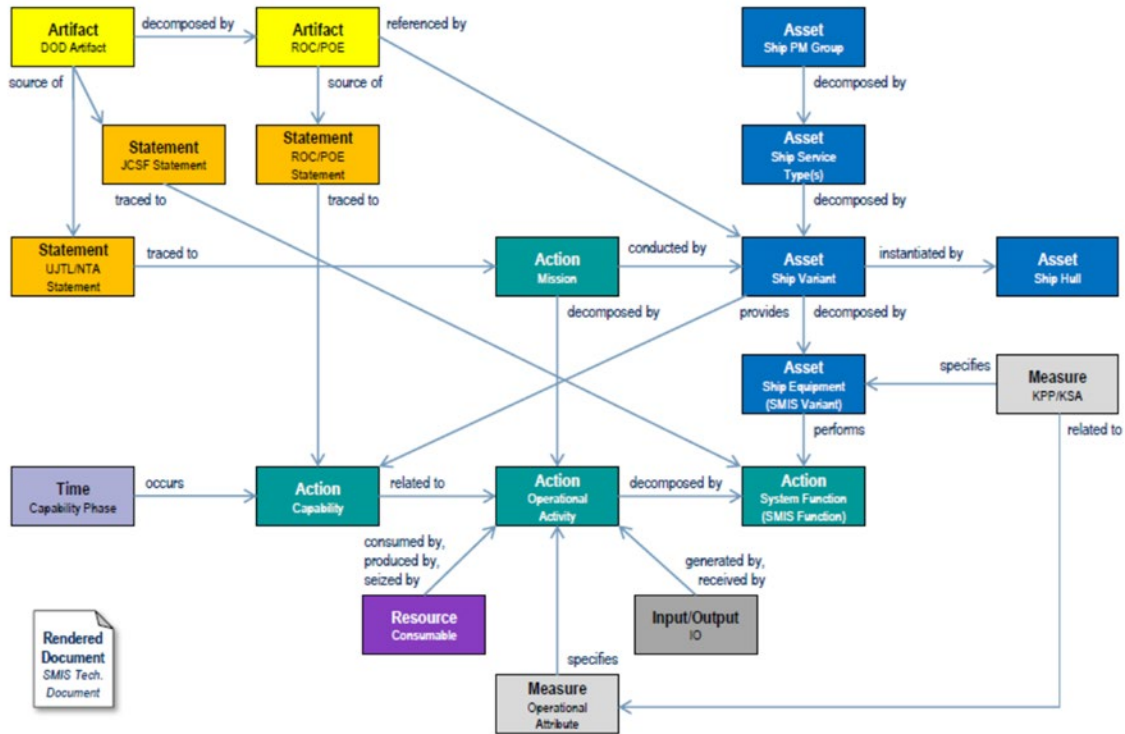 Artifact
DOD Artifact
decomposed by
Artifact
ROC/POE
referenced by
Asset
Ship PM Group
source of
source of
decomposed by
Statement
JCSF Statement
Statement
ROC/POE
Statement
Asset
Ship Service
Type(s)
traced to
traced to
decomposed by
Statement
UJTL/NTA
Statement
traced to
Action
Mission
conducted by
Asset
Ship Variant
instantiated by
Asset
Ship Hull
decomposed by
provides
decomposed by
Asset
Ship Equipment
(SMIS Variant)
specifies
Measure
KPP/KSA
performs
related to
Time
Capability Phase
occurs
Action
Capability
related to
Action
Operational
Activity
decomposed by
Action
System Function
(SMIS Function)
consumed by,
produced by,
seized by
generated by,
received by
Resource
Consumable
Input/Output
IO
Rendered
Document
SMIS Tech.
Document
specifies
Measure
Operational
Attribute